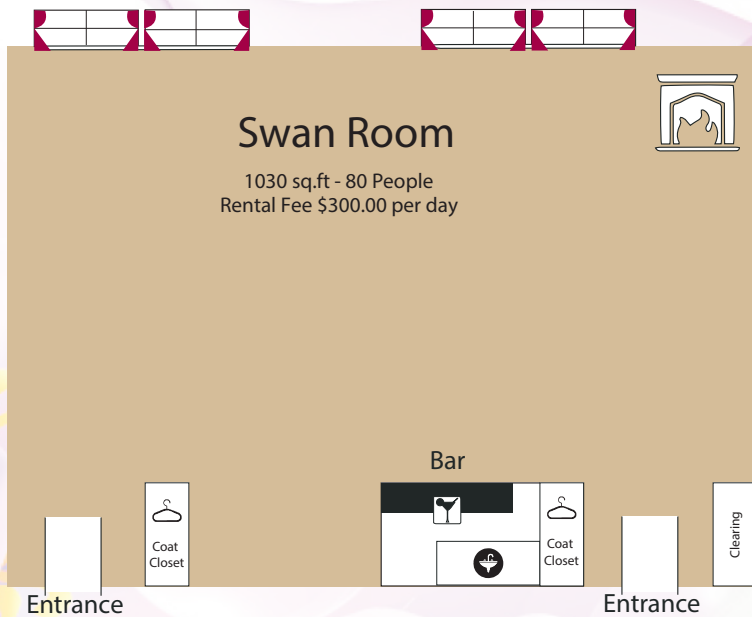 Swan Room
1030 sq.ft - 80 People
Rental Fee $300.00 per day
Bar
Coat
Closet
Coat
Closet
Clearing
Entrance
Entrance